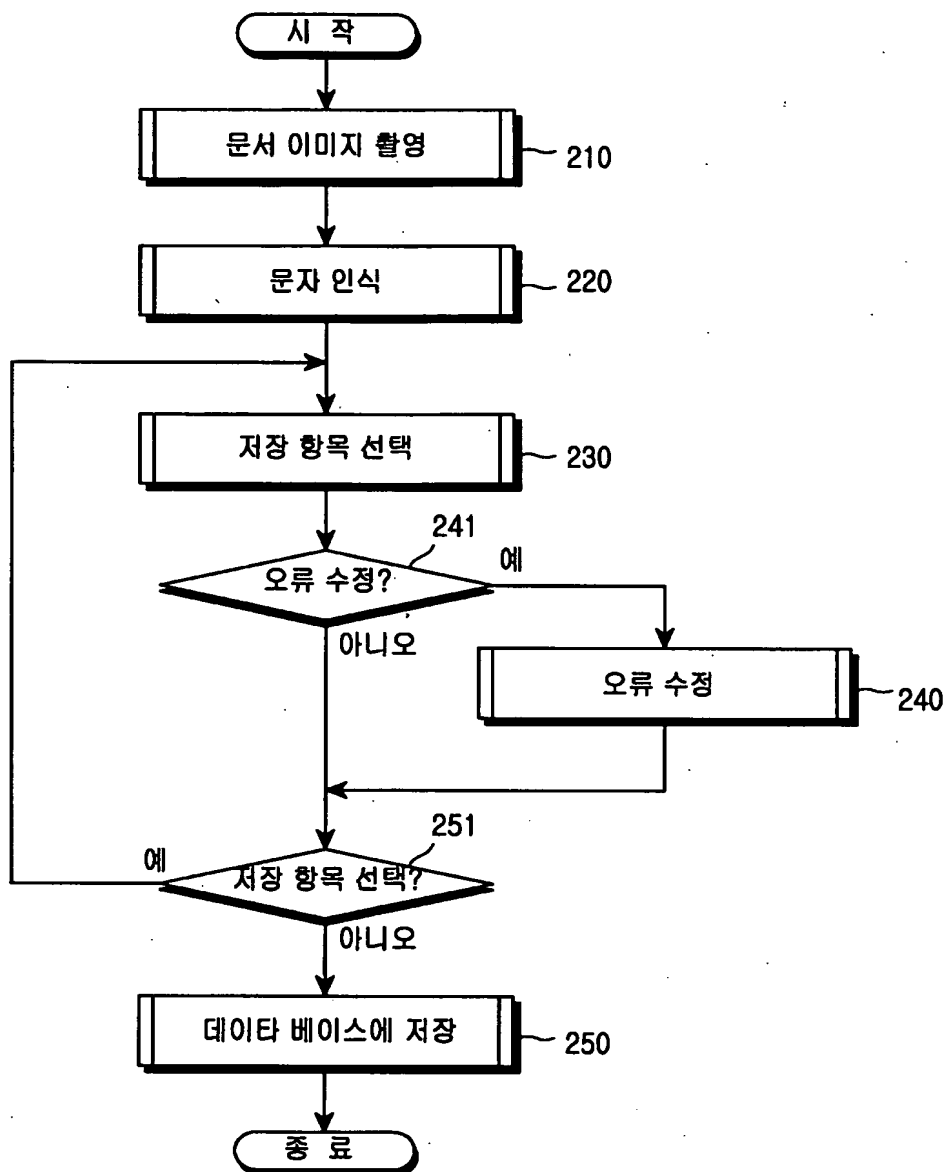 시 작
문서 이미지 촬영
210
문자 인식
220
저장 항목 선택
230
241
오류 수정?
예
아니오
오류 수정
240
251
예
저장 항목 선택?
아니오
데이타 베이스에 저장
250
종 료